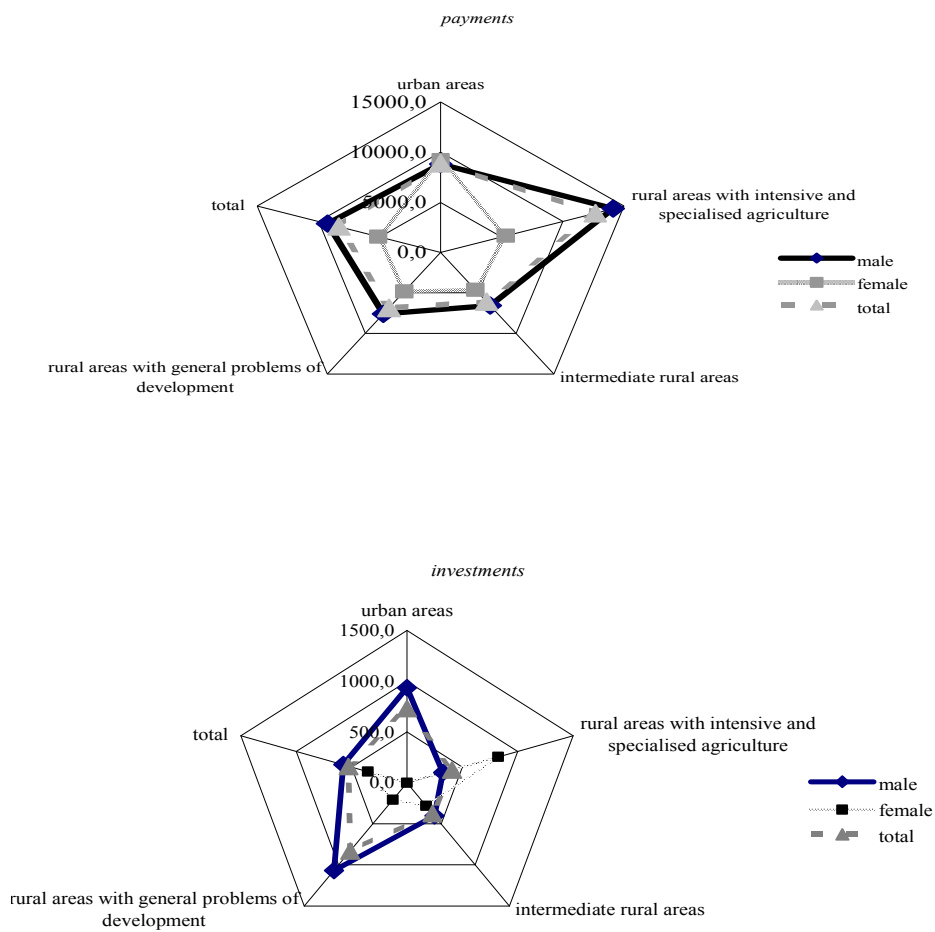 payments
urban areas
15000,0
10000,0
5000,0
0,0
total
rural areas with intensive and
specialised agriculture
rural areas with general problems of
development
intermediate rural areas
male
female
total
investments
urban areas
1500,0
1000,0
500,0
0,0
total
rural areas with intensive and
specialised agriculture
rural areas with general problems of
development
intermediate rural areas
male
female
total